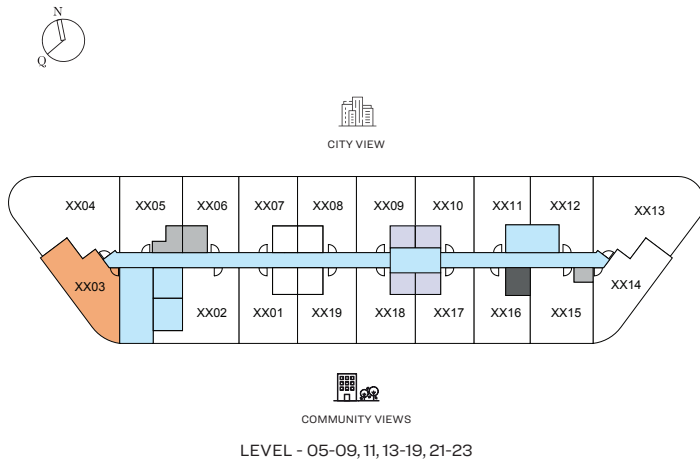 N
Q
CITY VIEW
XX04 XX05 XX06 XX07 XX08 XX09 XX10 XX11 XX12 XX13
XX03 XX14
XX02 XX01 XX19 XX18 XX17 XX16 XX15
COMMUNITY VIEWS
LEVEL - 05-09, 11, 13-19, 21-23